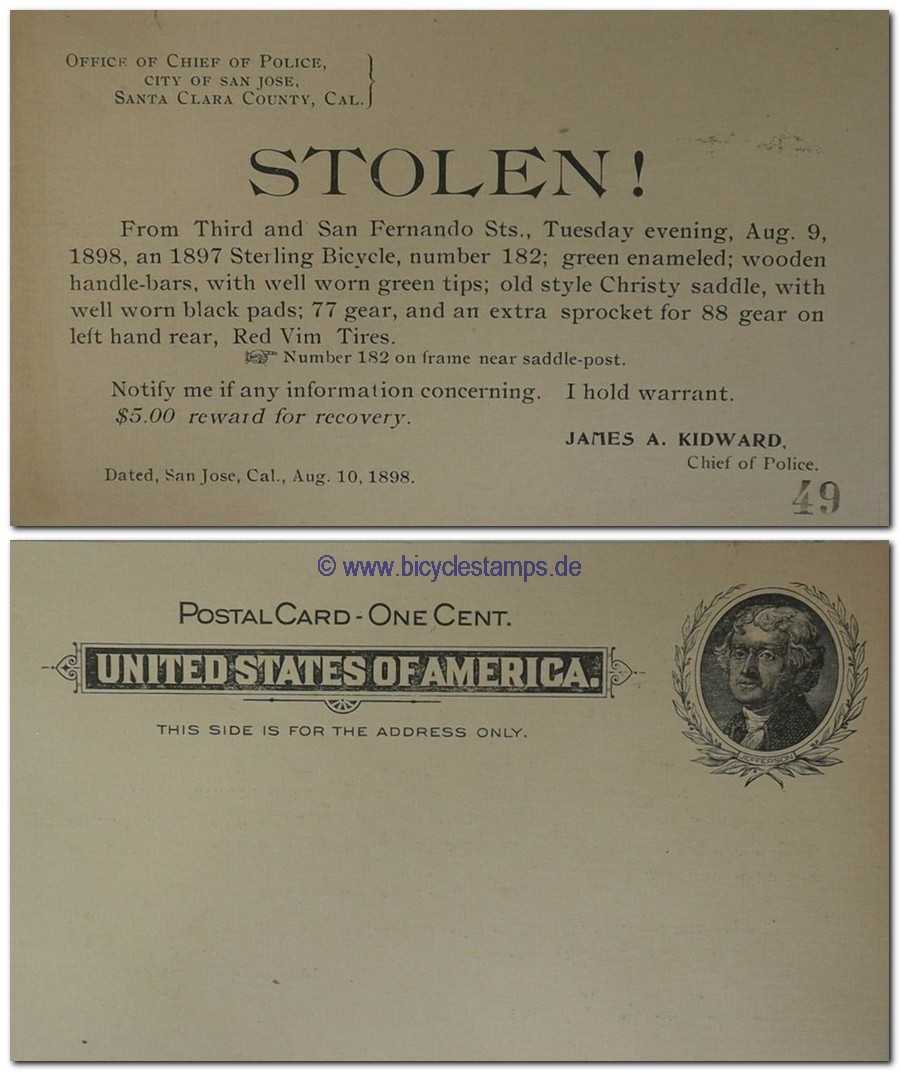 OFFICE OF CHIEF OF POLICE,
CITY OF SAN JOSE,
SANTA CLARA COUNTY, CAL.
STOLEN!
From Third and San Fernando Sts., Tuesday evening, Aug. 9,
1898, an 1897 Sterling Bicycle, number 182; green enameled; wooden
handle-bars, with well worn green tips; old style Christy saddle, with
well worn black pads; 77 gear, and an extra sprocket for 88 gear on
left hand rear, Red Vim Tires.
☞ Number 182 on frame near saddle-post.
Notify me if any information concerning. I hold warrant.
$5.00 reward for recovery.
JAMES A. KIDWARD,
Chief of Police.
Dated, San Jose, Cal., Aug. 10, 1898.
49
© www.bicyclestamps.de
POSTAL CARD - ONE CENT.
UNITED STATES OF AMERICA.
THIS SIDE IS FOR THE ADDRESS ONLY.
JEFFERSON